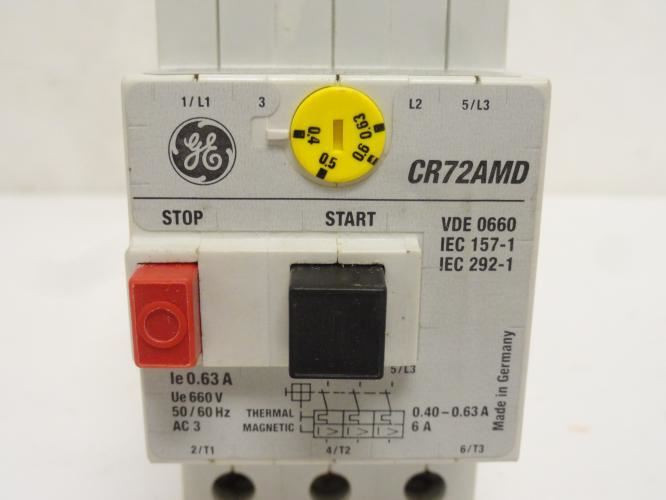 1/L1 3 L2 5/L3
0.4 0.5 0.63
GE
CR72AMD
STOP START
VDE 0660
IEC 157-1
IEC 292-1
Made in Germany
5/L3
Ie 0.63 A
Ue 660 V
50/60 Hz
AC 3
THERMAL 0.40-0.63 A
MAGNETIC 6 A
I> I> I>
2/T1 4/T2 6/T3